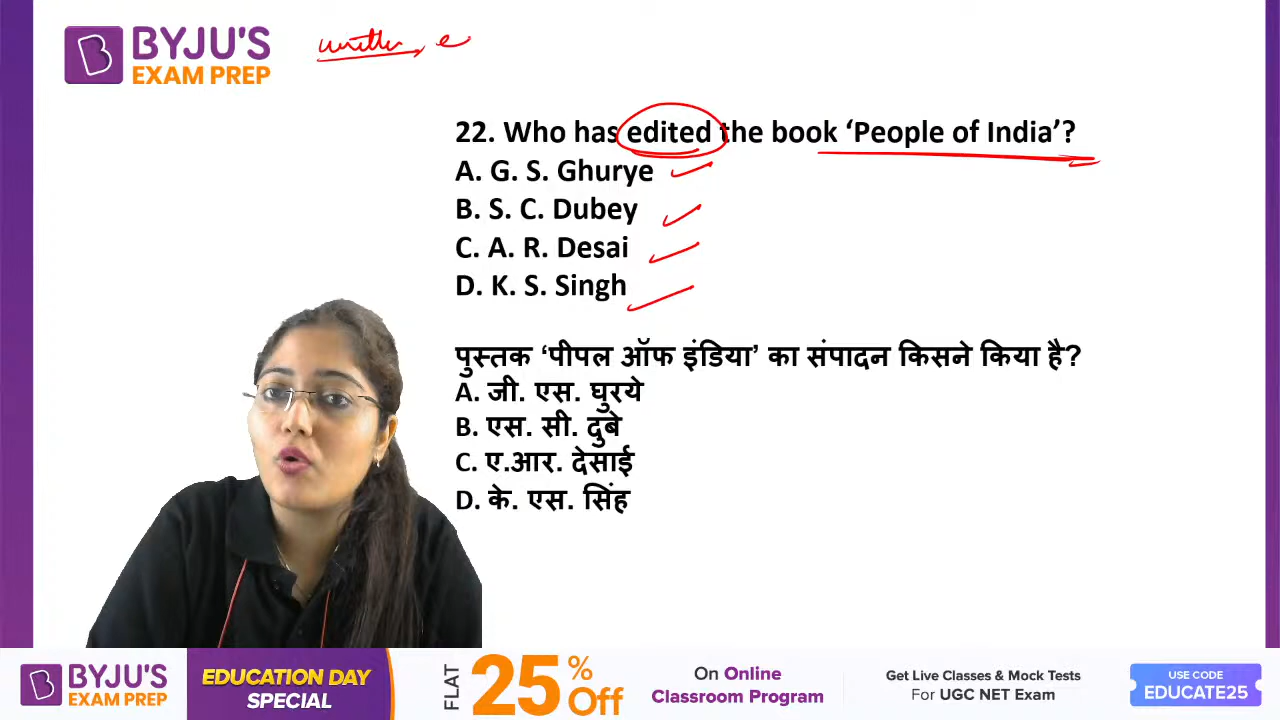 BYJU'S
EXAM PREP
22. Who has edited the book ‘People of India’?
A. G. S. Ghurye
B. S. C. Dubey
C. A. R. Desai
D. K. S. Singh
पुस्तक ‘पीपल ऑफ इंडिया’ का संपादन किसने किया है?
A. जी. एस. घुरये
B. एस. सी. दुबे
C. ए.आर. देसाई
D. के. एस. सिंह
BYJU'S
EXAM PREP
EDUCATION DAY
SPECIAL
FLAT
25%
Off
On Online
Classroom Program
Get Live Classes & Mock Tests
For UGC NET Exam
USE CODE
EDUCATE25